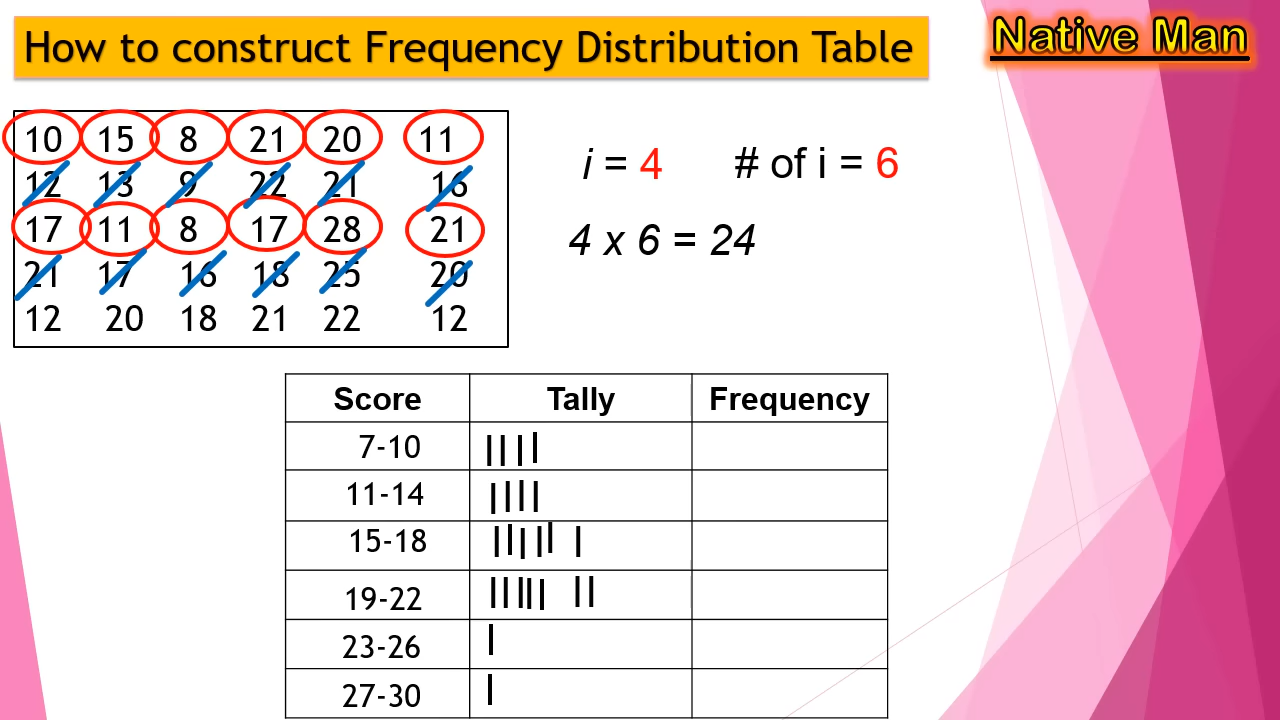 How to construct Frequency Distribution Table
Native Man
10 15 8 21 20 11
12 13 9 22 21 16
17 11 8 17 28 21
21 17 16 18 25 20
12 20 18 21 22 12
i = 4 # of i = 6
4 x 6 = 24
Score Tally Frequency
7-10 ||||
11-14 ||||
15-18 ||||| |
19-22 ||||| ||
23-26 |
27-30 |